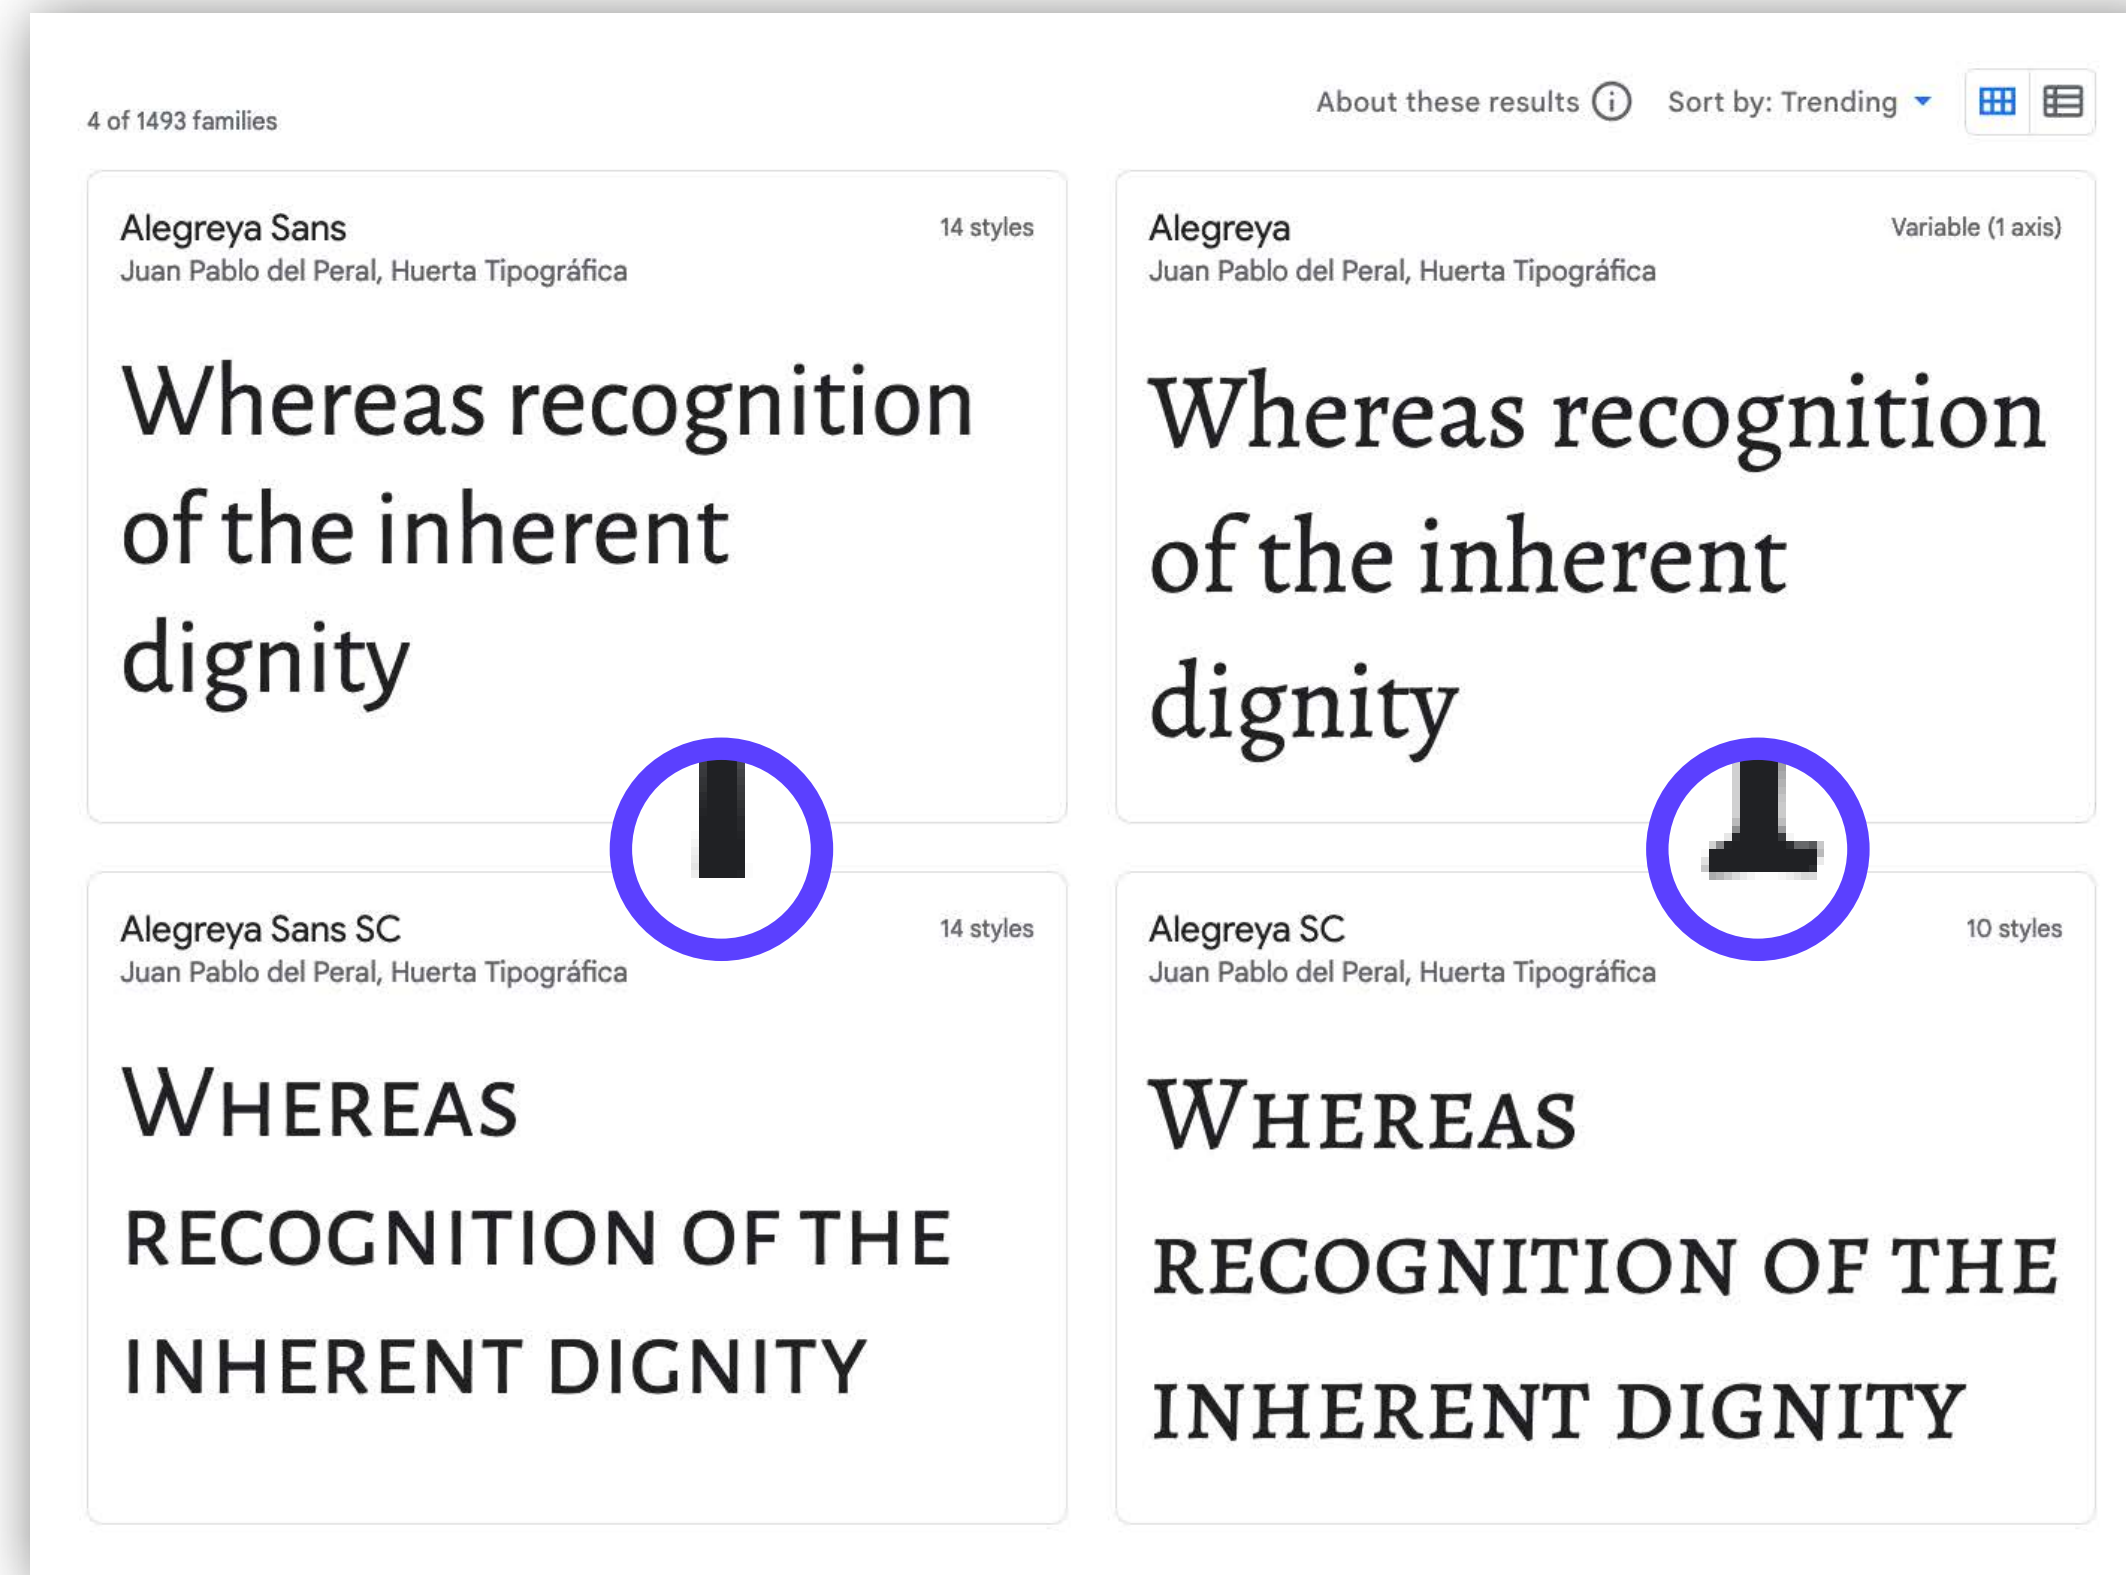 4 of 1493 families
About these results
Sort by: Trending
Alegreya Sans
14 styles
Juan Pablo del Peral, Huerta Tipográfica
Whereas recognition
of the inherent
dignity
Alegreya
Variable (1 axis)
Juan Pablo del Peral, Huerta Tipográfica
Whereas recognition
of the inherent
dignity
Alegreya Sans SC
14 styles
Juan Pablo del Peral, Huerta Tipográfica
WHEREAS
RECOGNITION OF THE
INHERENT DIGNITY
Alegreya SC
10 styles
Juan Pablo del Peral, Huerta Tipográfica
WHEREAS
RECOGNITION OF THE
INHERENT DIGNITY